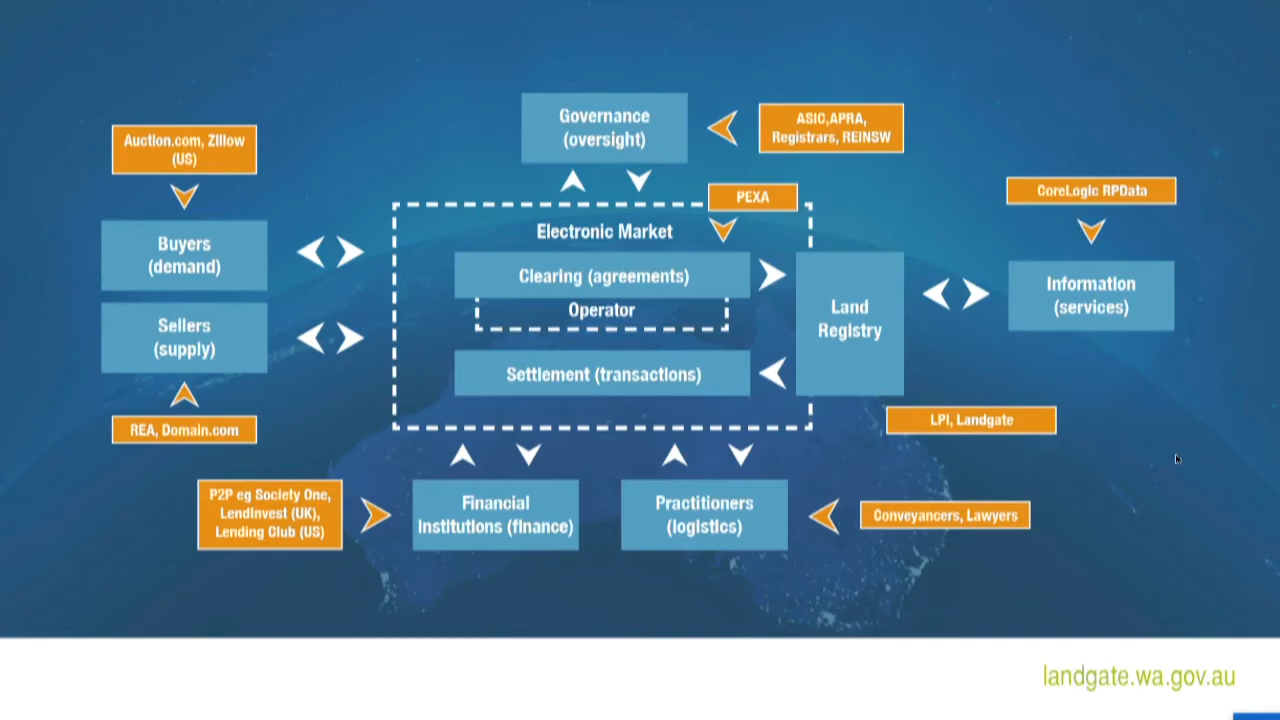 Governance
(oversight)
ASIC,APRA,
Registrars, REINSW
Auction.com, Zillow
(US)
PEXA
CoreLogic RPData
Buyers
(demand)
Electronic Market
Clearing (agreements)
Operator
Settlement (transactions)
Land
Registry
Information
(services)
Sellers
(supply)
REA, Domain.com
LPI, Landgate
P2P eg Society One,
LendInvest (UK),
Lending Club (US)
Financial
Institutions (finance)
Practitioners
(logistics)
Conveyancers, Lawyers
landgate.wa.gov.au